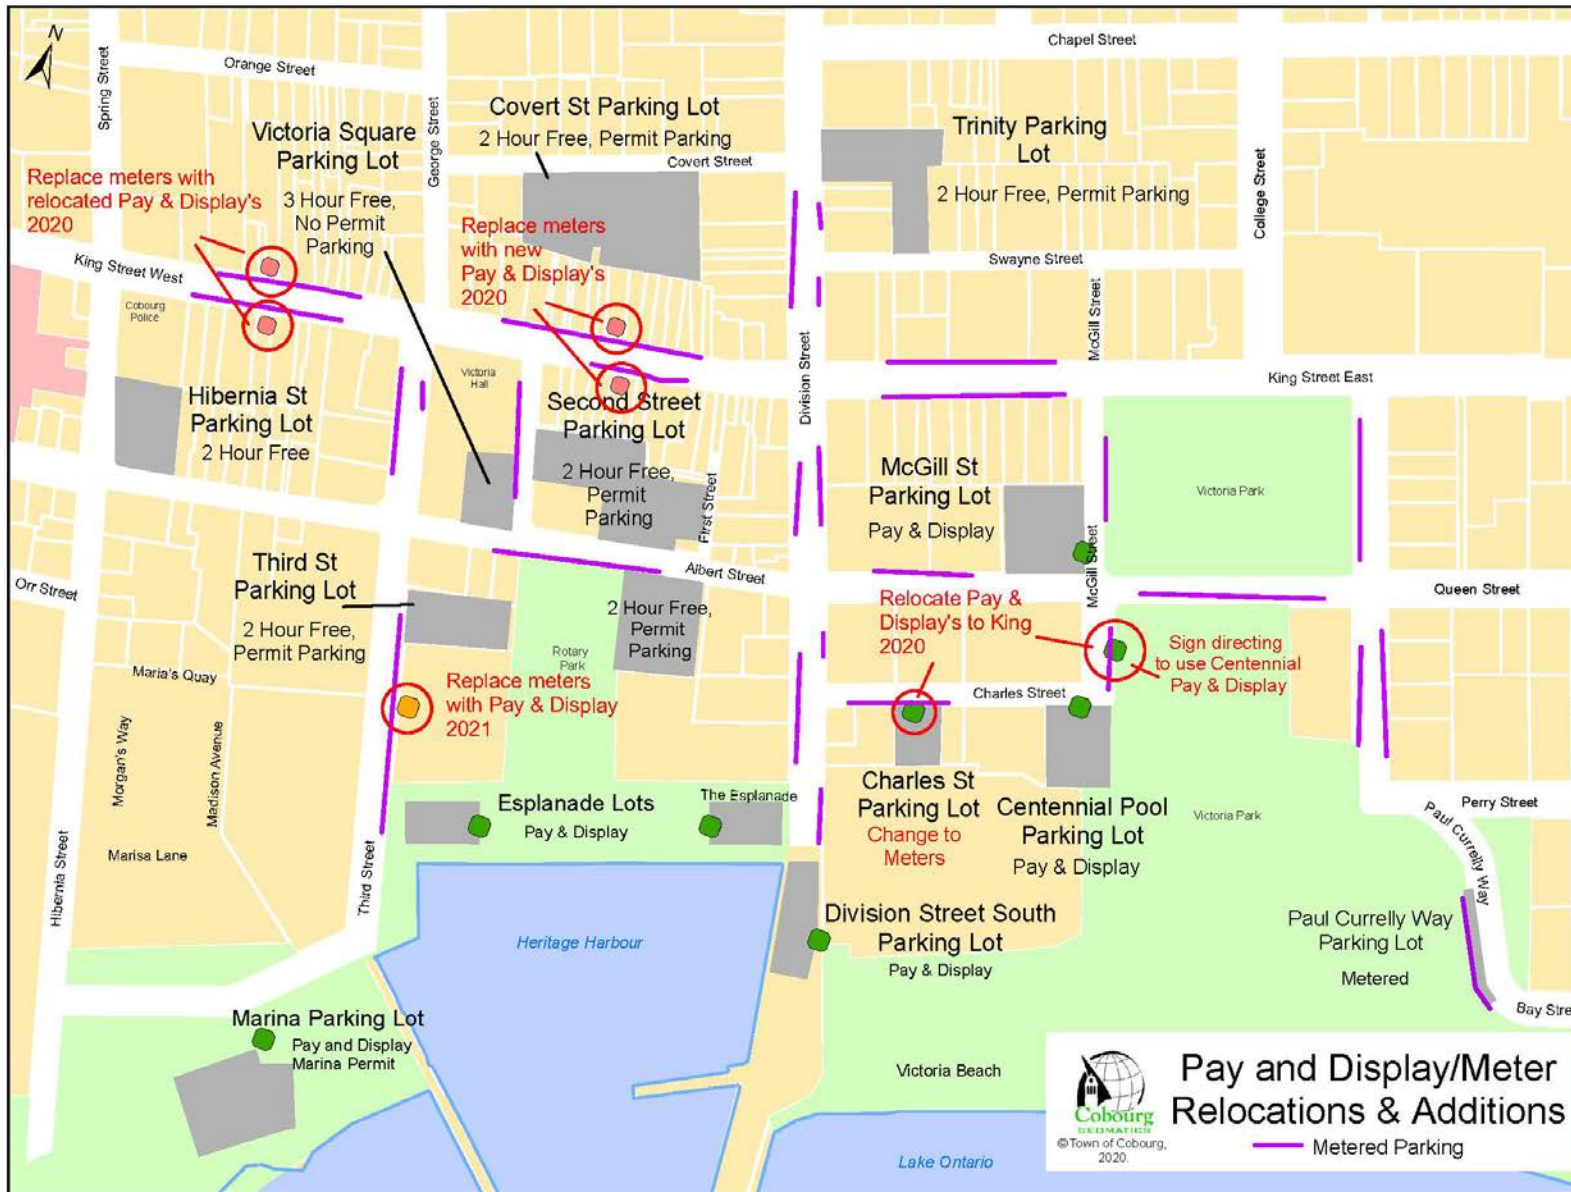 N
Spring Street
Orange Street
George Street
Chapel Street
Covert St Parking Lot
2 Hour Free, Permit Parking
Covert Street
Victoria Square
Parking Lot
3 Hour Free,
No Permit
Parking
Trinity Parking
Lot
2 Hour Free, Permit Parking
College Street
Replace meters with
relocated Pay & Display's
2020
Replace meters
with new
Pay & Display's
2020
King Street West
Swayne Street
McGill Street
Cobourg
Police
Division Street
Victoria
Hall
King Street East
Hibernia St
Parking Lot
2 Hour Free
Second Street
Parking Lot
2 Hour Free,
Permit
Parking
First Street
McGill St
Parking Lot
Pay & Display
Victoria Park
McGill Street
Third St
Parking Lot
2 Hour Free,
Permit Parking
Albert Street
Orr Street
Queen Street
2 Hour Free,
Permit
Parking
Relocate Pay &
Display's to King
2020
Sign directing
to use Centennial
Pay & Display
Rotary
Park
Maria's Quay
Replace meters
with Pay & Display
2021
Charles Street
Morgan's Way
Madison Avenue
Charles St
Parking Lot
Change to
Meters
Centennial Pool
Parking Lot
Pay & Display
Esplanade Lots
Pay & Display
The Esplanade
Victoria Park
Perry Street
Paul Currelly Way
Marisa Lane
Hibernia Street
Third Street
Heritage Harbour
Division Street South
Parking Lot
Pay & Display
Paul Currelly Way
Parking Lot
Metered
Bay Stre
Marina Parking Lot
Pay and Display
Marina Permit
Victoria Beach
Lake Ontario
Cobourg
GEOMATICS
©Town of Cobourg,
2020.
Pay and Display/Meter
Relocations & Additions
Metered Parking